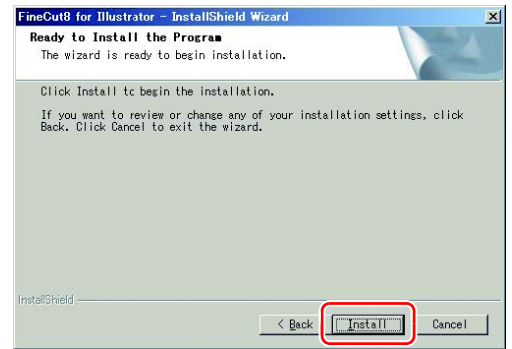 FineCut8 for Illustrator - InstallShield Wizard
Ready to Install the Program
The wizard is ready to begin installation.
Click Install to begin the installation.
If you want to review or change any of your installation settings, click
Back. Click Cancel to exit the wizard.
InstallShield
< Back Install Cancel